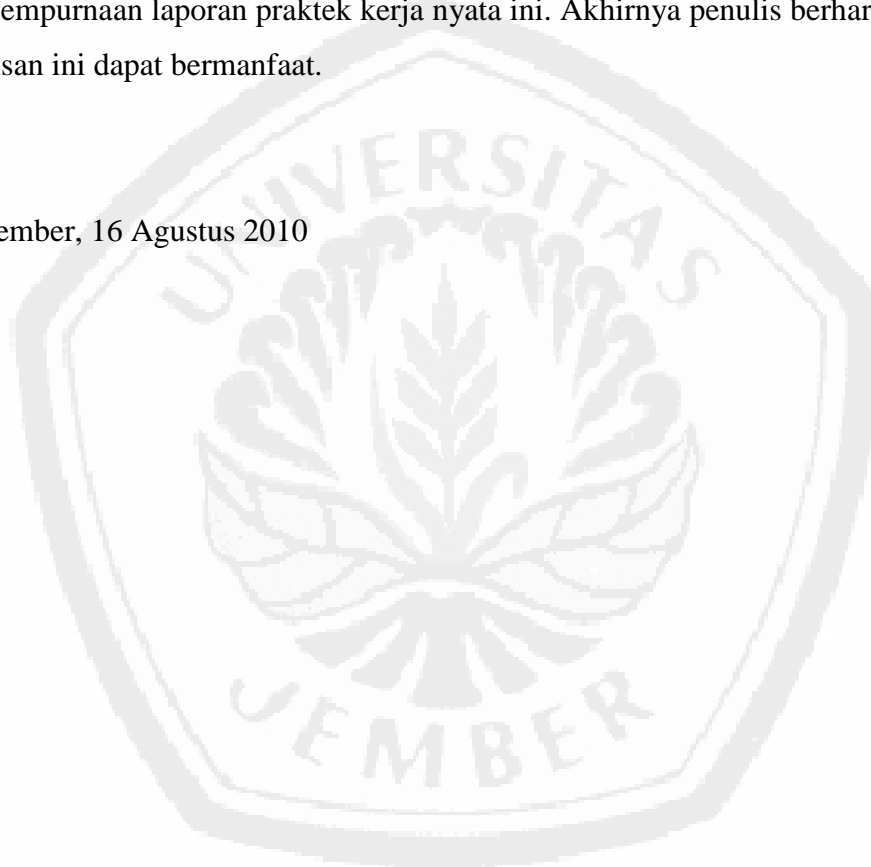 empurnaan laporan praktek kerja nyata ini. Akhirnya penulis berhar
san ini dapat bermanfaat.
ember, 16 Agustus 2010
UNIVERSITAS
JEMBER